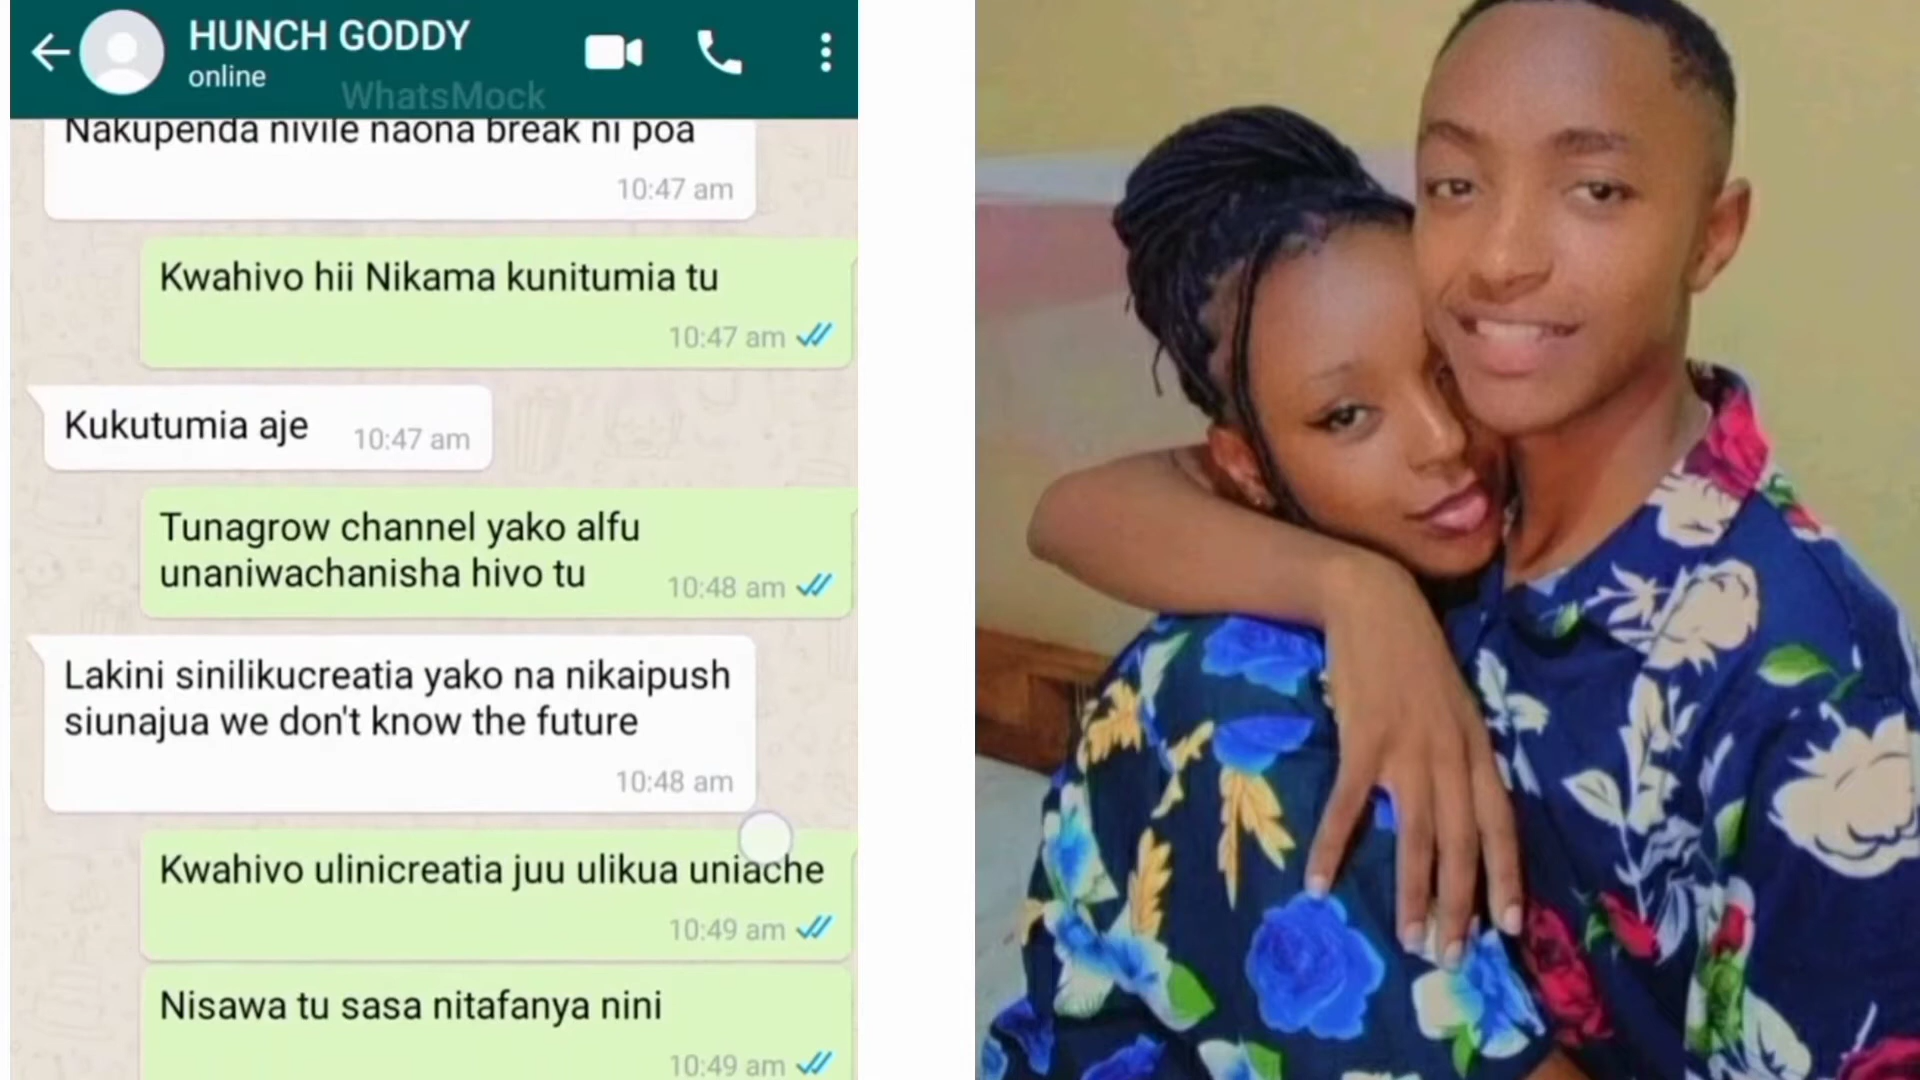 HUNCH GODDY
online
WhatsMock
Nakupenda nivile naona break ni poa
10:47 am
Kwahivo hii Nikama kunitumia tu
10:47 am
Kukutumia aje
10:47 am
Tunagrow channel yako alfu
unaniwachanisha hivo tu
10:48 am
Lakini sinilikucreatia yako na nikaipush
siunajua we don't know the future
10:48 am
Kwahivo ulinicreatia juu ulikua uniache
10:49 am
Nisawa tu sasa nitafanya nini
10:49 am